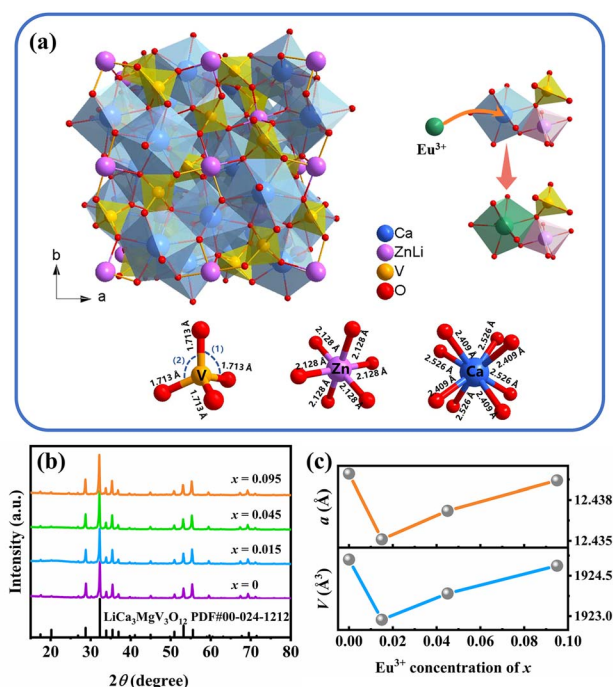 (a)
Eu³⁺
b
a
Ca
ZnLi
V
O
1.713 Å
(1)
(2)
1.713 Å
1.713 Å
V
1.713 Å
2.128 Å
2.128 Å
2.128 Å
Zn
2.128 Å
2.128 Å
2.128 Å
2.409 Å
2.526 Å
2.526 Å
2.409 Å
Ca
2.409 Å
2.526 Å
2.526 Å
2.409 Å
(b)
Intensity (a.u.)
x = 0.095
x = 0.045
x = 0.015
x = 0
LiCa₃MgV₃O₁₂ PDF#00-024-1212
20 30 40 50 60 70 80
2θ (degree)
(c)
a (Å)
12.438
12.435
V (Å³)
1924.5
1923.0
0.00 0.02 0.04 0.06 0.08 0.10
Eu³⁺ concentration of x